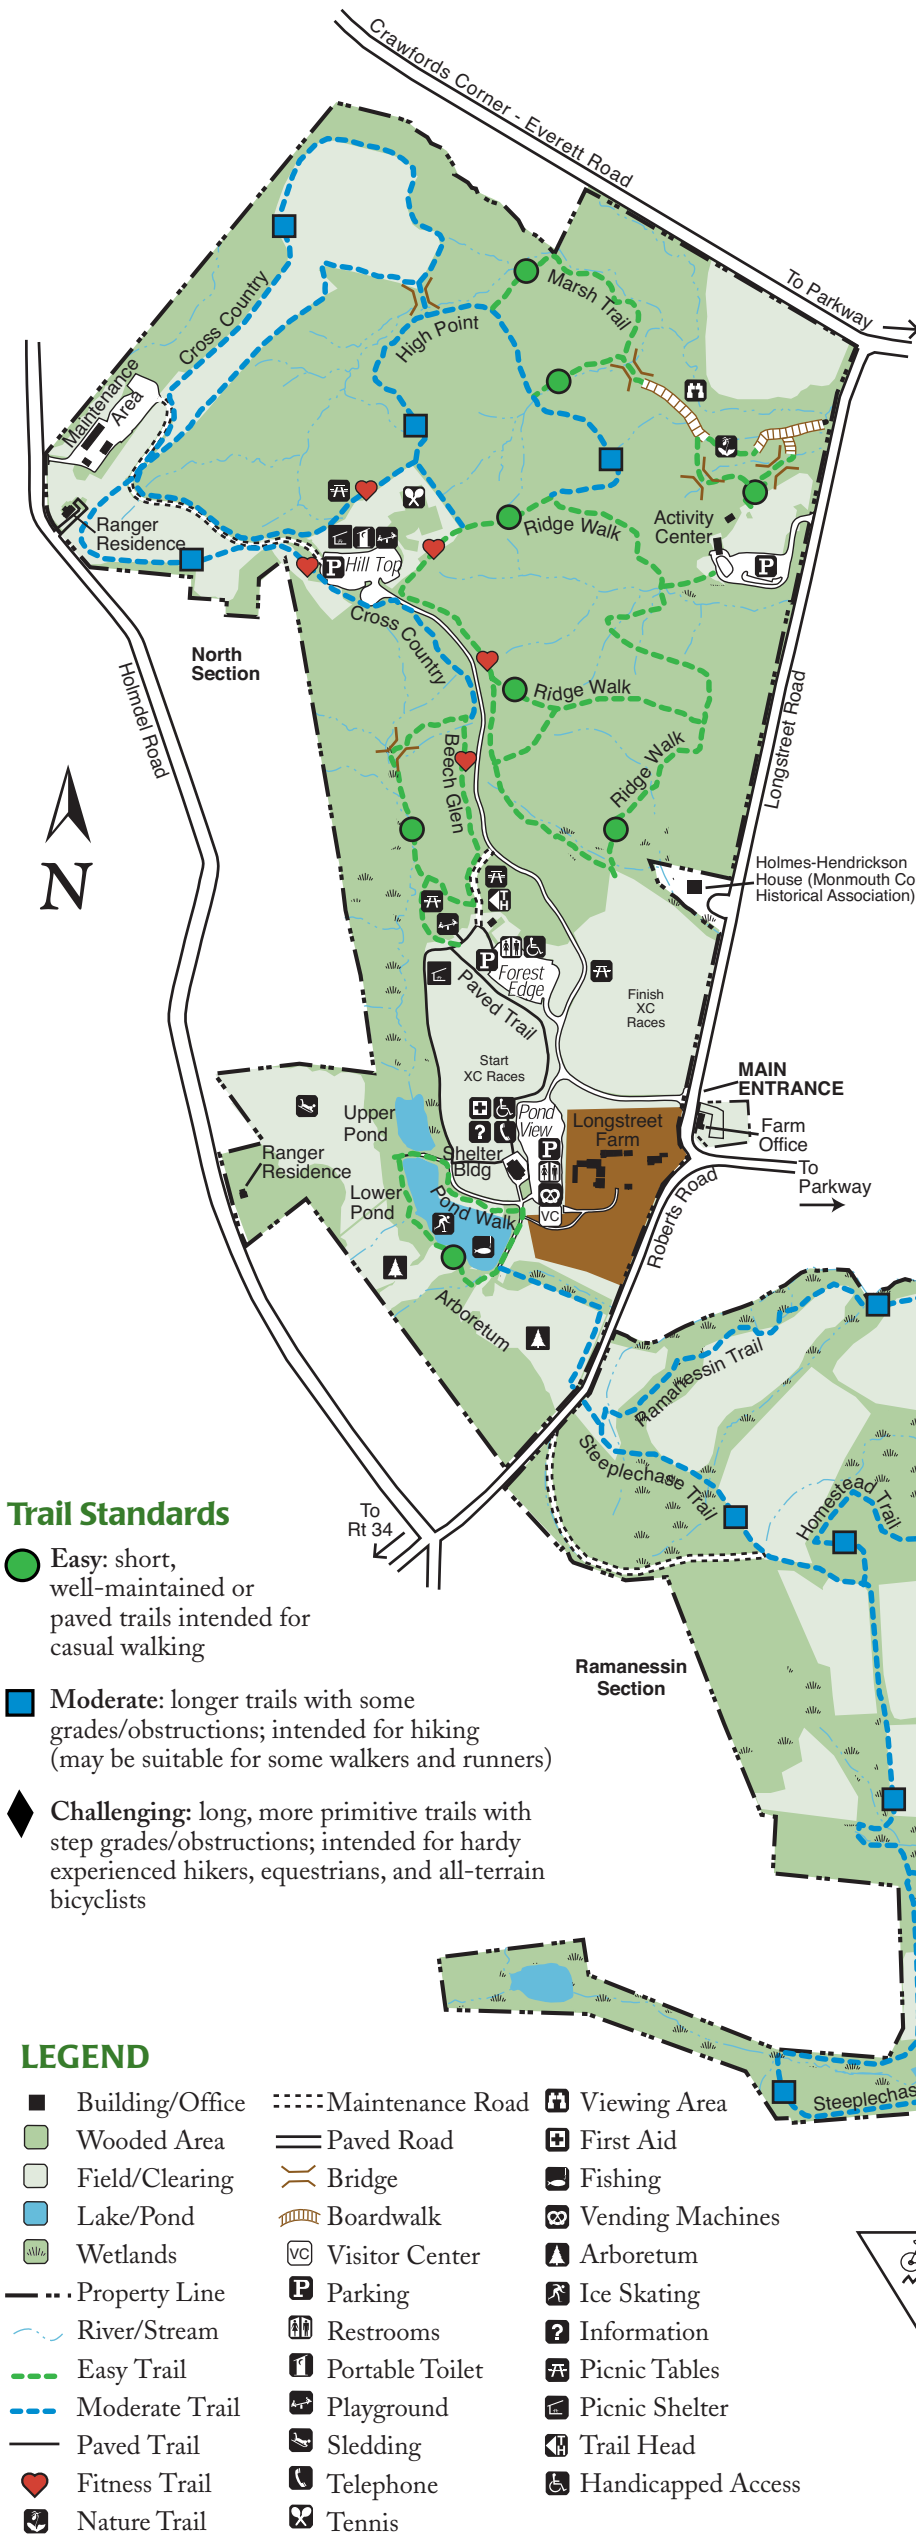 Crawfords Corner - Everett Road
To Parkway
Marsh Trail
High Point
Cross Country
Maintenance
Area
Ranger
Residence
Activity
Center
Ridge Walk
P
P
Hill Top
Cross Country
North
Section
Holmdel Road
Ridge Walk
Longstreet Road
Beech Glen
Ridge Walk
N
Holmes-Hendrickson
House (Monmouth Co
Historical Association)
TH
P
Forest
Edge
Paved Trail
Finish
XC
Races
Start
XC Races
MAIN
ENTRANCE
Upper
Pond
?
Pond
View
Longstreet
Farm
Farm
Office
P
Shelter
Bldg
Ranger
Residence
To
Parkway
Lower
Pond
Pond Walk
VC
Roberts Road
Arboretum
Ramanessin Trail
Steeplechase Trail
Homestead Trail
To
Rt 34
Trail Standards
Easy: short,
well-maintained or
paved trails intended for
casual walking
Ramanessin
Section
Moderate: longer trails with some
grades/obstructions; intended for hiking
(may be suitable for some walkers and runners)
Challenging: long, more primitive trails with
step grades/obstructions; intended for hardy
experienced hikers, equestrians, and all-terrain
bicyclists
Steeplechas
LEGEND
Building/Office
Wooded Area
Field/Clearing
Lake/Pond
Wetlands
Property Line
River/Stream
Easy Trail
Moderate Trail
Paved Trail
Fitness Trail
Nature Trail
Maintenance Road
Paved Road
Bridge
Boardwalk
VC Visitor Center
P Parking
Restrooms
Portable Toilet
Playground
Sledding
Telephone
Tennis
Viewing Area
First Aid
Fishing
Vending Machines
Arboretum
Ice Skating
? Information
Picnic Tables
Picnic Shelter
TH Trail Head
Handicapped Access